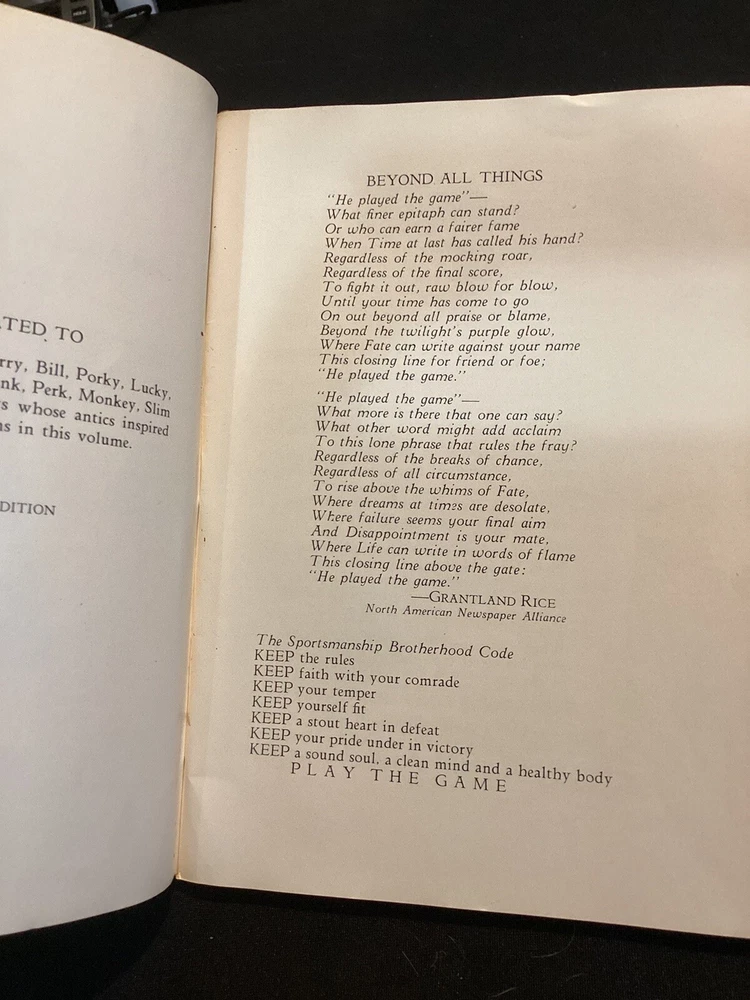 TED TO
rry, Bill, Porky, Lucky,
nk, Perk, Monkey, Slim
s whose antics inspired
ns in this volume.
DITION
BEYOND ALL THINGS
"He played the game"—
What finer epitaph can stand?
Or who can earn a fairer fame
When Time at last has called his hand?
Regardless of the mocking roar,
Regardless of the final score,
To fight it out, raw blow for blow,
Until your time has come to go
On out beyond all praise or blame,
Beyond the twilight's purple glow,
Where Fate can write against your name
This closing line for friend or foe;
"He played the game."
"He played the game"—
What more is there that one can say?
What other word might add acclaim
To this lone phrase that rules the fray?
Regardless of the breaks of chance,
Regardless of all circumstance,
To rise above the whims of Fate,
Where dreams at times are desolate,
Where failure seems your final aim
And Disappointment is your mate,
Where Life can write in words of flame
This closing line above the gate:
"He played the game."
—GRANTLAND RICE
North American Newspaper Alliance
The Sportsmanship Brotherhood Code
KEEP the rules
KEEP faith with your comrade
KEEP your temper
KEEP yourself fit
KEEP a stout heart in defeat
KEEP your pride under in victory
KEEP a sound soul, a clean mind and a healthy body
PLAY THE GAME